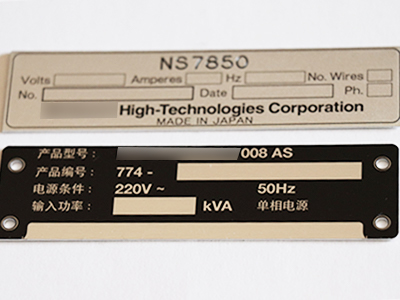 NS7850
Volts Amperes Hz No. Wires
No. Date Ph.
High-Technologies Corporation
MADE IN JAPAN
产品型号： 008 AS
产品编号： 774 -
电源条件： 220V ~ 50Hz
输入功率： kVA 单相电源